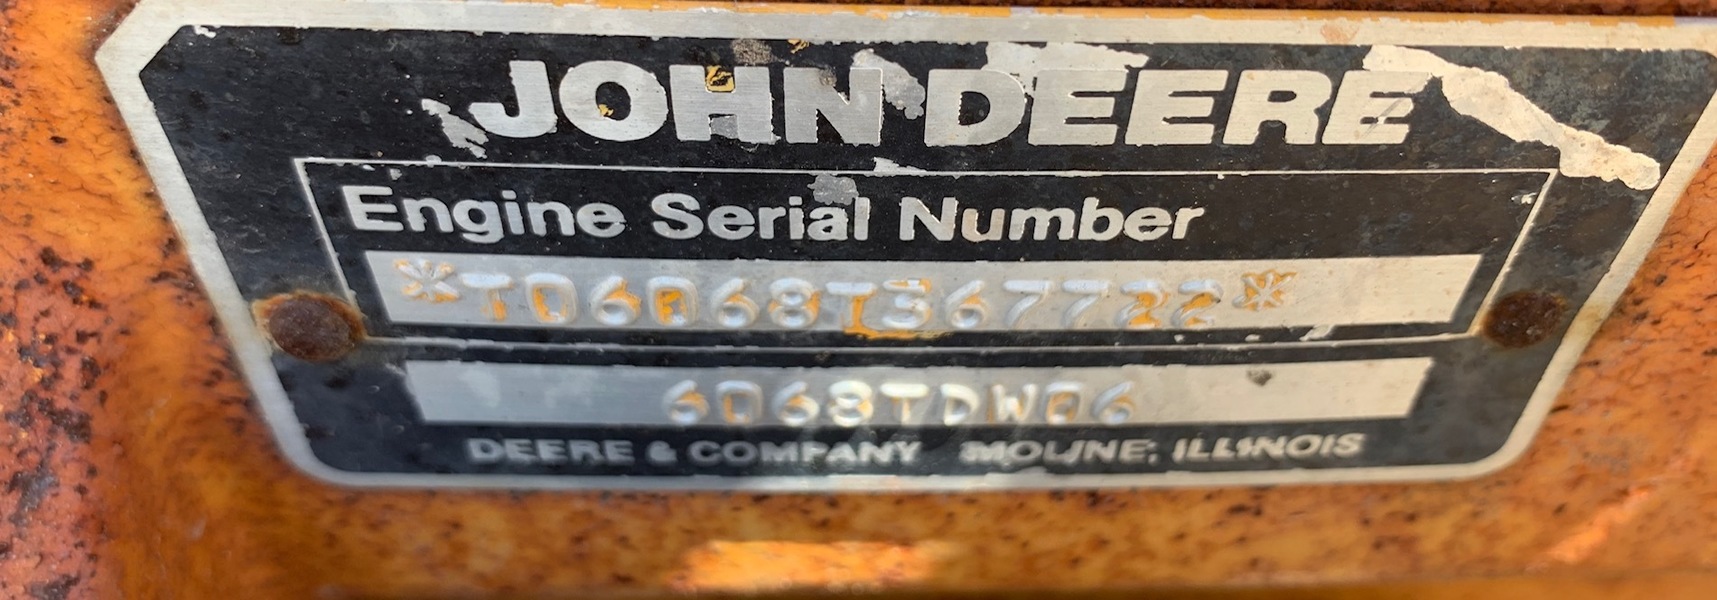 JOHN DEERE
Engine Serial Number
*T06068T367722*
6068TDW06
DEERE & COMPANY MOLINE, ILLINOIS